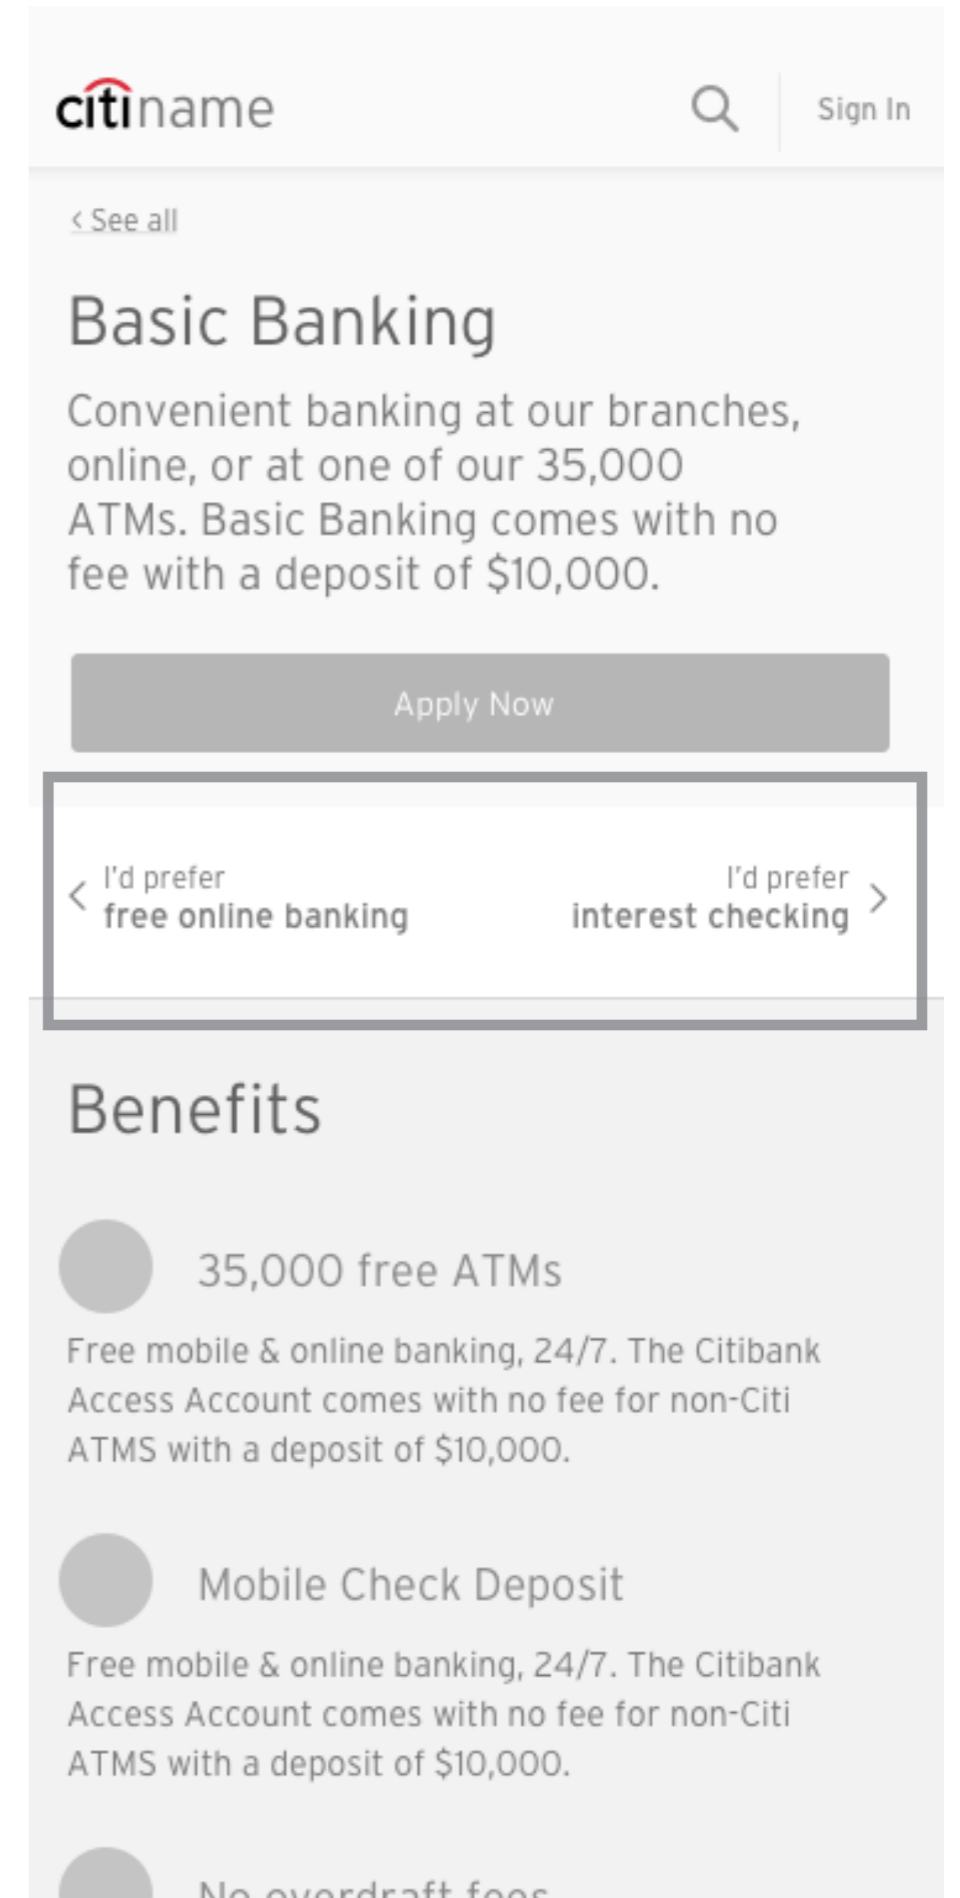 citiname
Sign In
< See all
Basic Banking
Convenient banking at our branches,
online, or at one of our 35,000
ATMs. Basic Banking comes with no
fee with a deposit of $10,000.
Apply Now
I'd prefer
free online banking
I'd prefer
interest checking
Benefits
35,000 free ATMs
Free mobile & online banking, 24/7. The Citibank
Access Account comes with no fee for non-Citi
ATMS with a deposit of $10,000.
Mobile Check Deposit
Free mobile & online banking, 24/7. The Citibank
Access Account comes with no fee for non-Citi
ATMS with a deposit of $10,000.
No overdraft fees